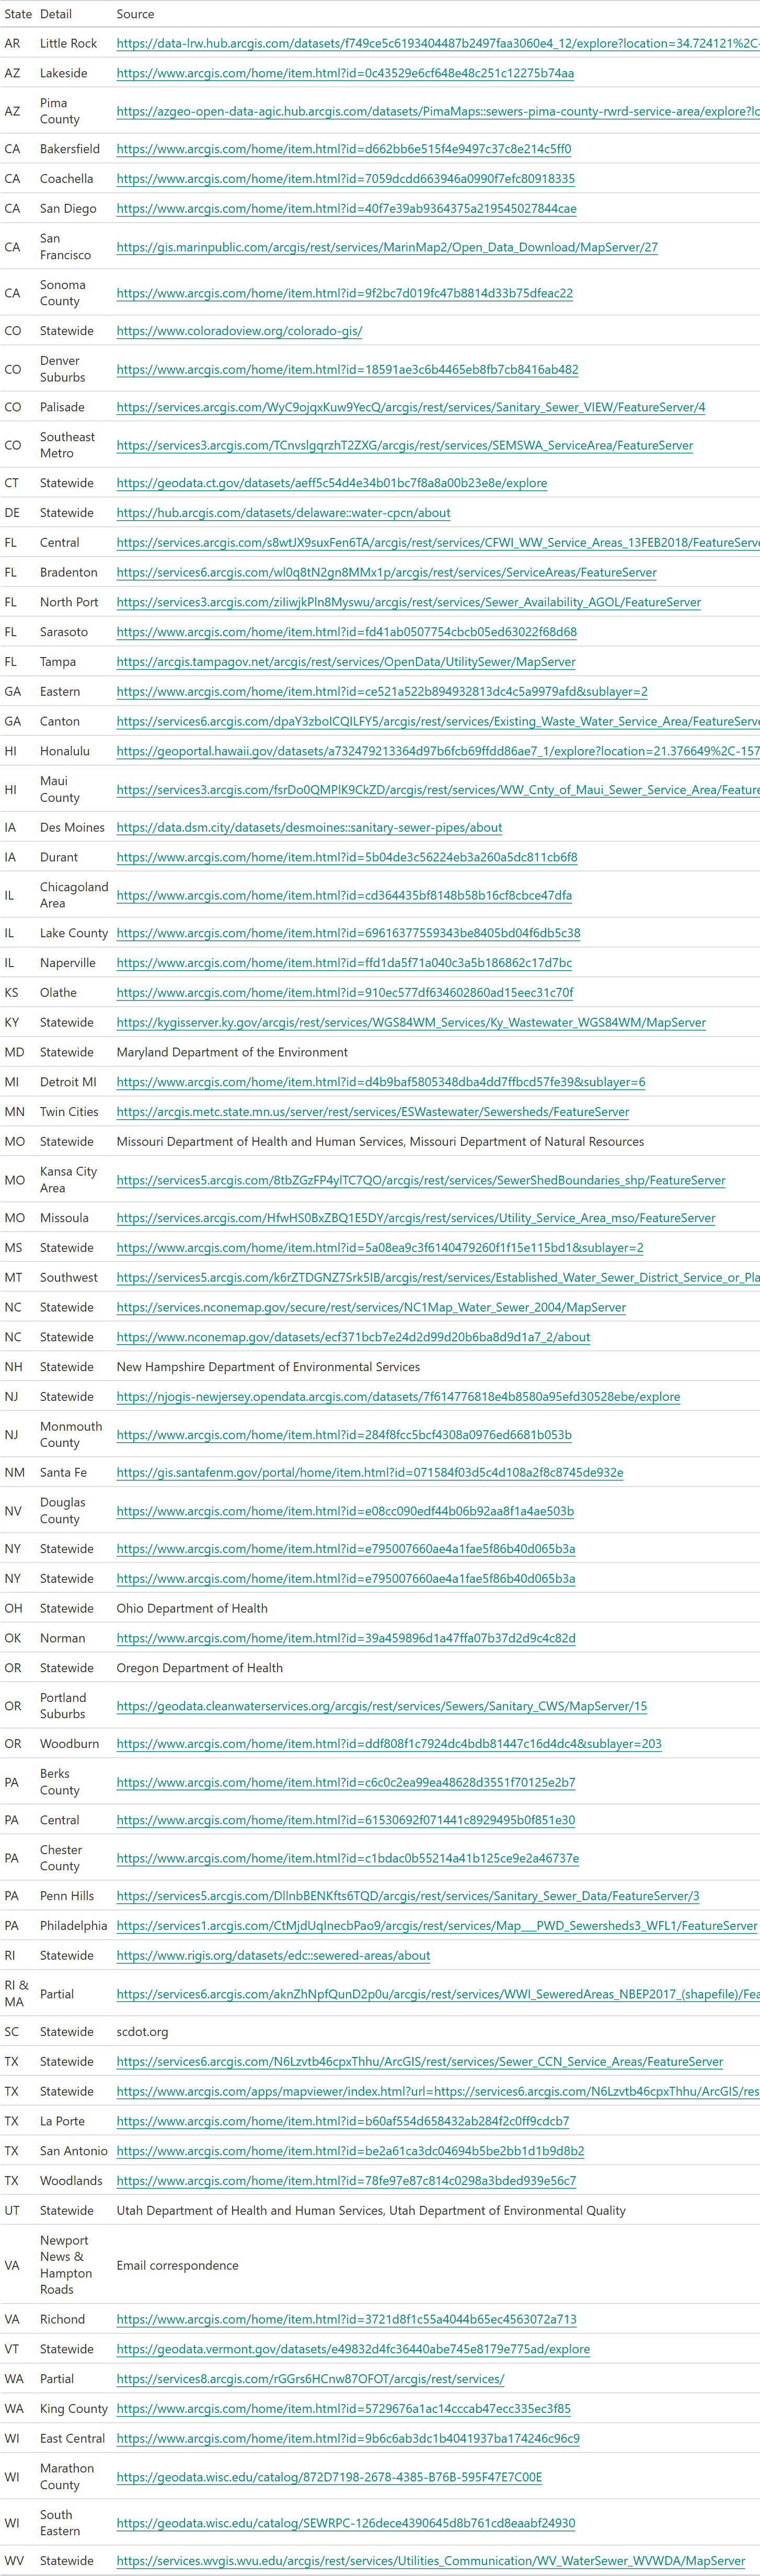 State Detail Source
AR Little Rock https://data-lrw.hub.arcgis.com/datasets/f749ce5c6193404487b2497faa3060e4_12/explore?location=34.724121%2C-
AZ Lakeside https://www.arcgis.com/home/item.html?id=0c43529e6cf648e48c251c12275b74aa
AZ Pima
County https://azgeo-open-data-agic.hub.arcgis.com/datasets/PimaMaps::sewers-pima-county-rwrd-service-area/explore?lo
CA Bakersfield https://www.arcgis.com/home/item.html?id=d662bb6e515f4e9497c37c8e214c5ff0
CA Coachella https://www.arcgis.com/home/item.html?id=7059dcdd663946a0990f7efc80918335
CA San Diego https://www.arcgis.com/home/item.html?id=40f7e39ab9364375a219545027844cae
CA San
Francisco https://gis.marinpublic.com/arcgis/rest/services/MarinMap2/Open_Data_Download/MapServer/27
CA Sonoma
County https://www.arcgis.com/home/item.html?id=9f2bc7d019fc47b8814d33b75dfeac22
CO Statewide https://www.coloradoview.org/colorado-gis/
CO Denver
Suburbs https://www.arcgis.com/home/item.html?id=18591ae3c6b4465eb8fb7cb8416ab482
CO Palisade https://services.arcgis.com/WyC9ojqxKuw9YecQ/arcgis/rest/services/Sanitary_Sewer_VIEW/FeatureServer/4
CO Southeast
Metro https://services3.arcgis.com/TCnvslgqrzhT2ZXG/arcgis/rest/services/SEMSWA_ServiceArea/FeatureServer
CT Statewide https://geodata.ct.gov/datasets/aeff5c54d4e34b01bc7f8a8a00b23e8e/explore
DE Statewide https://hub.arcgis.com/datasets/delaware::water-cpcn/about
FL Central https://services.arcgis.com/s8wtJX9suxFen6TA/arcgis/rest/services/CFWI_WW_Service_Areas_13FEB2018/FeatureServe
FL Bradenton https://services6.arcgis.com/wl0q8tN2gn8MMx1p/arcgis/rest/services/ServiceAreas/FeatureServer
FL North Port https://services3.arcgis.com/ziIiwjkPln8Myswu/arcgis/rest/services/Sewer_Availability_AGOL/FeatureServer
FL Sarasoto https://www.arcgis.com/home/item.html?id=fd41ab0507754cbcb05ed63022f68d68
FL Tampa https://arcgis.tampagov.net/arcgis/rest/services/OpenData/UtilitySewer/MapServer
GA Eastern https://www.arcgis.com/home/item.html?id=ce521a522b894932813dc4c5a9979afd&sublayer=2
GA Canton https://services6.arcgis.com/dpaY3zboICQILFY5/arcgis/rest/services/Existing_Waste_Water_Service_Area/FeatureServe
HI Honalulu https://geoportal.hawaii.gov/datasets/a732479213364d97b6fcb69ffdd86ae7_1/explore?location=21.376649%2C-157
HI Maui
County https://services3.arcgis.com/fsrDo0QMPlK9CkZD/arcgis/rest/services/WW_Cnty_of_Maui_Sewer_Service_Area/Feature
IA Des Moines https://data.dsm.city/datasets/desmoines::sanitary-sewer-pipes/about
IA Durant https://www.arcgis.com/home/item.html?id=5b04de3c56224eb3a260a5dc811cb6f8
IL Chicagoland
Area https://www.arcgis.com/home/item.html?id=cd364435bf8148b58b16cf8cbce47dfa
IL Lake County https://www.arcgis.com/home/item.html?id=69616377559343be8405bd04f6db5c38
IL Naperville https://www.arcgis.com/home/item.html?id=ffd1da5f71a040c3a5b186862c17d7bc
KS Olathe https://www.arcgis.com/home/item.html?id=910ec577df634602860ad15eec31c70f
KY Statewide https://kygisserver.ky.gov/arcgis/rest/services/WGS84WM_Services/Ky_Wastewater_WGS84WM/MapServer
MD Statewide Maryland Department of the Environment
MI Detroit MI https://www.arcgis.com/home/item.html?id=d4b9baf5805348dba4dd7ffbcd57fe39&sublayer=6
MN Twin Cities https://arcgis.metc.state.mn.us/server/rest/services/ESWastewater/Sewersheds/FeatureServer
MO Statewide Missouri Department of Health and Human Services, Missouri Department of Natural Resources
MO Kansa City
Area https://services5.arcgis.com/8tbZGzFP4ylTC7QO/arcgis/rest/services/SewerShedBoundaries_shp/FeatureServer
MO Missoula https://services.arcgis.com/HfwHS0BxZBQ1E5DY/arcgis/rest/services/Utility_Service_Area_mso/FeatureServer
MS Statewide https://www.arcgis.com/home/item.html?id=5a08ea9c3f6140479260f1f15e115bd1&sublayer=2
MT Southwest https://services5.arcgis.com/k6rZTDGNZ7Srk5IB/arcgis/rest/services/Established_Water_Sewer_District_Service_or_Pla
NC Statewide https://services.nconemap.gov/secure/rest/services/NC1Map_Water_Sewer_2004/MapServer
NC Statewide https://www.nconemap.gov/datasets/ecf371bcb7e24d2d99d20b6ba8d9d1a7_2/about
NH Statewide New Hampshire Department of Environmental Services
NJ Statewide https://njogis-newjersey.opendata.arcgis.com/datasets/7f614776818e4b8580a95efd30528ebe/explore
NJ Monmouth
County https://www.arcgis.com/home/item.html?id=284f8fcc5bcf4308a0976ed6681b053b
NM Santa Fe https://gis.santafenm.gov/portal/home/item.html?id=071584f03d5c4d108a2f8c8745de932e
NV Douglas
County https://www.arcgis.com/home/item.html?id=e08cc090edf44b06b92aa8f1a4ae503b
NY Statewide https://www.arcgis.com/home/item.html?id=e795007660ae4a1fae5f86b40d065b3a
NY Statewide https://www.arcgis.com/home/item.html?id=e795007660ae4a1fae5f86b40d065b3a
OH Statewide Ohio Department of Health
OK Norman https://www.arcgis.com/home/item.html?id=39a459896d1a47ffa07b37d2d9c4c82d
OR Statewide Oregon Department of Health
OR Portland
Suburbs https://geodata.cleanwaterservices.org/arcgis/rest/services/Sewers/Sanitary_CWS/MapServer/15
OR Woodburn https://www.arcgis.com/home/item.html?id=ddf808f1c7924dc4bdb81447c16d4dc4&sublayer=203
PA Berks
County https://www.arcgis.com/home/item.html?id=c6c0c2ea99ea48628d3551f70125e2b7
PA Central https://www.arcgis.com/home/item.html?id=61530692f071441c8929495b0f851e30
PA Chester
County https://www.arcgis.com/home/item.html?id=c1bdac0b55214a41b125ce9e2a46737e
PA Penn Hills https://services5.arcgis.com/DllnbBENKfts6TQD/arcgis/rest/services/Sanitary_Sewer_Data/FeatureServer/3
PA Philadelphia https://services1.arcgis.com/CtMjdUqInecbPao9/arcgis/rest/services/Map___PWD_Sewersheds3_WFL1/FeatureServer
RI Statewide https://www.rigis.org/datasets/edc::sewered-areas/about
RI &
MA Partial https://services6.arcgis.com/aknZhNpfQunD2p0u/arcgis/rest/services/WWI_SeweredAreas_NBEP2017_(shapefile)/Fea
SC Statewide scdot.org
TX Statewide https://services6.arcgis.com/N6Lzvtb46cpxThhu/ArcGIS/rest/services/Sewer_CCN_Service_Areas/FeatureServer
TX Statewide https://www.arcgis.com/apps/mapviewer/index.html?url=https://services6.arcgis.com/N6Lzvtb46cpxThhu/ArcGIS/res
TX La Porte https://www.arcgis.com/home/item.html?id=b60af554d658432ab284f2c0ff9cdcb7
TX San Antonio https://www.arcgis.com/home/item.html?id=be2a61ca3dc04694b5be2bb1d1b9d8b2
TX Woodlands https://www.arcgis.com/home/item.html?id=78fe97e87c814c0298a3bded939e56c7
UT Statewide Utah Department of Health and Human Services, Utah Department of Environmental Quality
VA Newport
News &
Hampton
Roads Email correspondence
VA Richond https://www.arcgis.com/home/item.html?id=3721d8f1c55a4044b65ec4563072a713
VT Statewide https://geodata.vermont.gov/datasets/e49832d4fc36440abe745e8179e775ad/explore
WA Partial https://services8.arcgis.com/rGGrs6HCnw87OFOT/arcgis/rest/services/
WA King County https://www.arcgis.com/home/item.html?id=5729676a1ac14cccab47ecc335ec3f85
WI East Central https://www.arcgis.com/home/item.html?id=9b6c6ab3dc1b4041937ba174246c96c9
WI Marathon
County https://geodata.wisc.edu/catalog/872D7198-2678-4385-B76B-595F47E7C00E
WI South
Eastern https://geodata.wisc.edu/catalog/SEWRPC-126dece4390645d8b761cd8eaabf24930
WV Statewide https://services.wvgis.wvu.edu/arcgis/rest/services/Utilities_Communication/WV_WaterSewer_WVWDA/MapServer